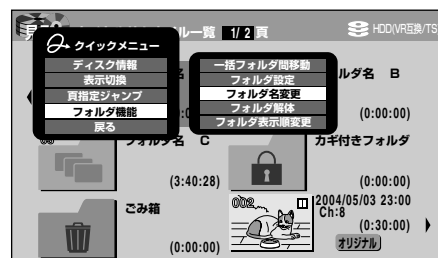 ル一覧 1/2 頁
HDD(VR互換/TS
クイックメニュー
ディスク情報
表示切換
頁指定ジャンプ
フォルダ機能
戻る
一括フォルダ間移動
フォルダ設定
フォルダ名変更
フォルダ解体
フォルダ表示順変更
ルダ名 B
(0:00:00)
フォルダ名 C
(3:40:28)
カギ付きフォルダ
(0:00:00)
ごみ箱
(0:00:00)
002
2004/05/03 23:00
Ch:8
(0:30:00)
オリジナル